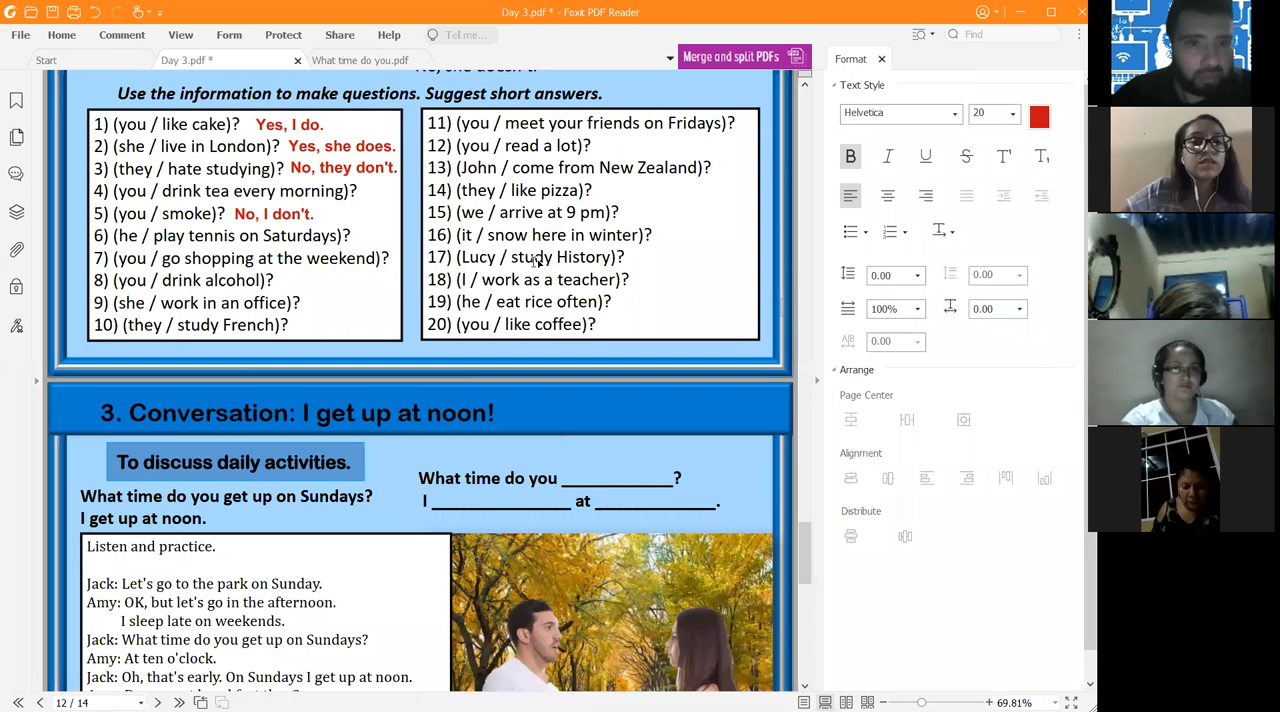 Day 3.pdf * - Foxit PDF Reader
File Home Comment View Form Protect Share Help Tell me... Find
Start Day 3.pdf * What time do you.pdf Merge and split PDFs
Use the information to make questions. Suggest short answers.
1) (you / like cake)? Yes, I do.
2) (she / live in London)? Yes, she does.
3) (they / hate studying)? No, they don't.
4) (you / drink tea every morning)?
5) (you / smoke)? No, I don't.
6) (he / play tennis on Saturdays)?
7) (you / go shopping at the weekend)?
8) (you / drink alcohol)?
9) (she / work in an office)?
10) (they / study French)?
11) (you / meet your friends on Fridays)?
12) (you / read a lot)?
13) (John / come from New Zealand)?
14) (they / like pizza)?
15) (we / arrive at 9 pm)?
16) (it / snow here in winter)?
17) (Lucy / study History)?
18) (I / work as a teacher)?
19) (he / eat rice often)?
20) (you / like coffee)?
3. Conversation: I get up at noon!
To discuss daily activities.
What time do you get up on Sundays?
I get up at noon.
What time do you ___________?
I ______________ at ____________.
Listen and practice.
Jack: Let's go to the park on Sunday.
Amy: OK, but let's go in the afternoon.
I sleep late on weekends.
Jack: What time do you get up on Sundays?
Amy: At ten o'clock.
Jack: Oh, that's early. On Sundays I get up at noon.
Format
Text Style
Helvetica 20
B I U S T T
0.00 0.00
100% 0.00
0.00
Arrange
Page Center
Alignment
Distribute
12 / 14
69.81%